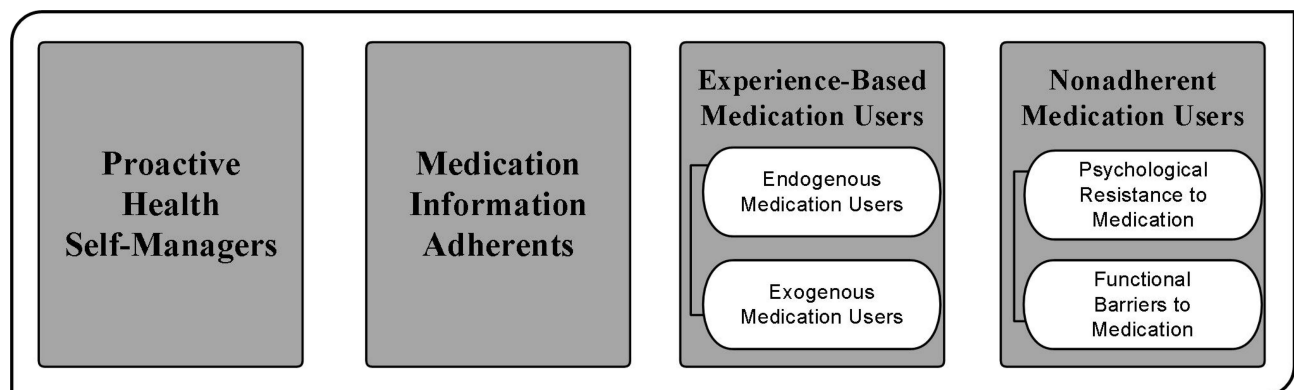 Proactive
Health
Self-Managers
Medication
Information
Adherents
Experience-Based
Medication Users
Endogenous
Medication Users
Exogenous
Medication Users
Nonadherent
Medication Users
Psychological
Resistance to
Medication
Functional
Barriers to
Medication